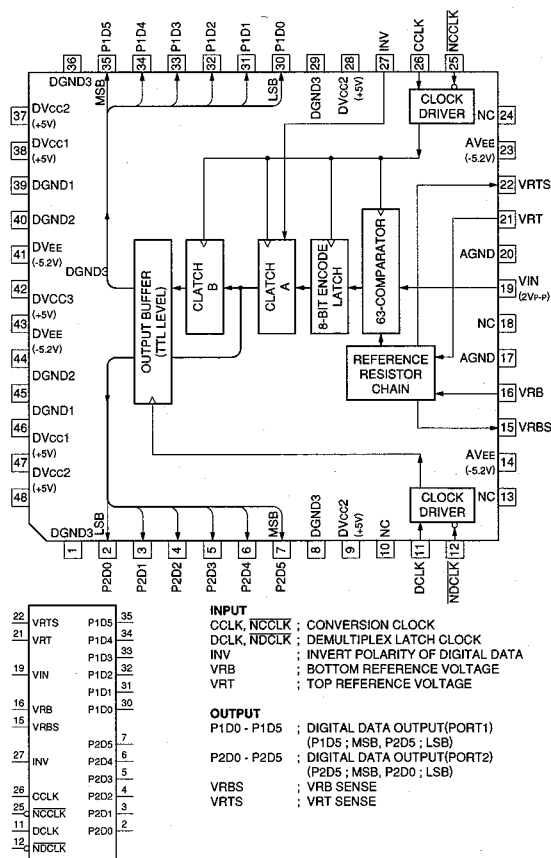 36 35 34 33 32 31 30 29 28 27 26 25
P1D5 P1D4 P1D3 P1D2 P1D1 P1D0 INV CCLK NCCLK
DGND3 MSB LSB DGND3 DVCC2 (+5V)
CLOCK DRIVER
37 DVCC2 (+5V)
38 DVCC1 (+5V)
39 DGND1
40 DGND2
41 DVEE (-5.2V)
DGND3
42 DVCC3 (+5V)
43 DVEE (-5.2V)
44 DGND2
45 DGND1
46 DVCC1 (+5V)
47 DVCC2 (+5V)
48
NC 24
AVEE (-5.2V) 23
22 VRTS
21 VRT
AGND 20
19 VIN (2VP-P)
NC 18
AGND 17
16 VRB
15 VRBS
AVEE (-5.2V) 14
NC 13
OUTPUT BUFFER (TTL LEVEL)
CLATCH B
CLATCH A
8-BIT ENCODE LATCH
63-COMPARATOR
REFERENCE RESISTOR CHAIN
CLOCK DRIVER
DGND3 LSB MSB DGND3 DVCC2 (+5V) NC
1 2 3 4 5 6 7 8 9 10 11 12
P2D0 P2D1 P2D2 P2D3 P2D4 P2D5 DCLK NDCLK
22 VRTS P1D5 35
21 VRT P1D4 34
P1D3 33
19 VIN P1D2 32
P1D1 31
16 VRB P1D0 30
15 VRBS
P2D5 7
27 INV P2D4 6
P2D3 5
26 CCLK P2D2 4
25 NCCLK P2D1 3
11 DCLK P2D0 2
12 NDCLK
INPUT
CCLK, NCCLK ; CONVERSION CLOCK
DCLK, NDCLK ; DEMULTIPLEX LATCH CLOCK
INV ; INVERT POLARITY OF DIGITAL DATA
VRB ; BOTTOM REFERENCE VOLTAGE
VRT ; TOP REFERENCE VOLTAGE
OUTPUT
P1D0 - P1D5 ; DIGITAL DATA OUTPUT(PORT1)
(P1D5 ; MSB, P2D5 ; LSB)
P2D0 - P2D5 ; DIGITAL DATA OUTPUT(PORT2)
(P2D5 ; MSB, P2D0 ; LSB)
VRBS ; VRB SENSE
VRTS ; VRT SENSE